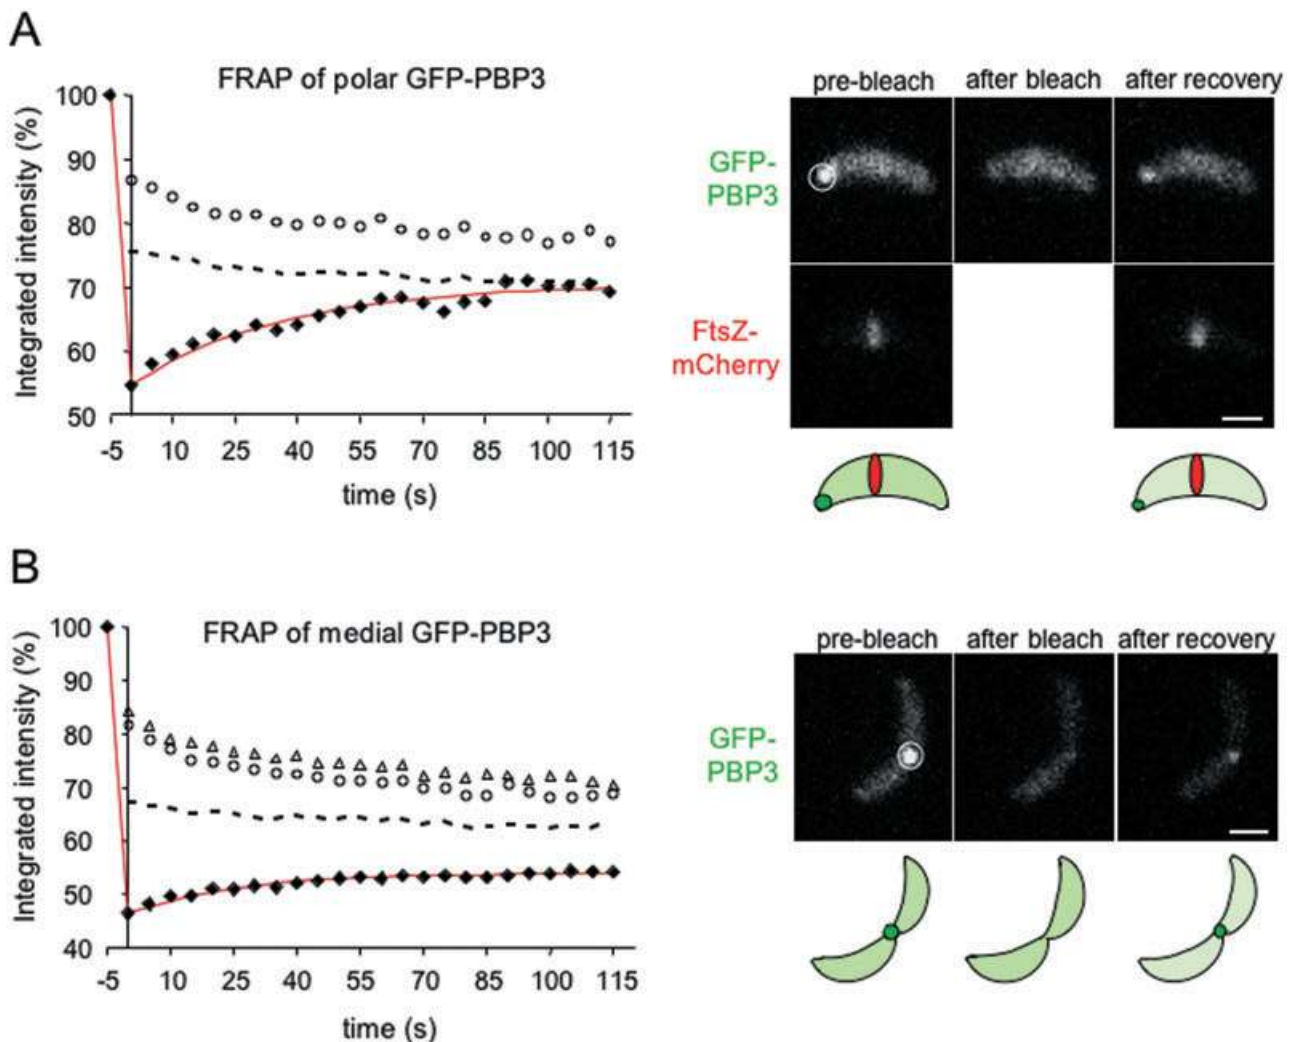 A
FRAP of polar GFP-PBP3
Integrated intensity (%)
100
90
80
70
60
50
-5 10 25 40 55 70 85 100 115
time (s)
pre-bleach after bleach after recovery
GFP-
PBP3
FtsZ-
mCherry
B
FRAP of medial GFP-PBP3
Integrated intensity (%)
100
90
80
70
60
50
40
-5 10 25 40 55 70 85 100 115
time (s)
pre-bleach after bleach after recovery
GFP-
PBP3